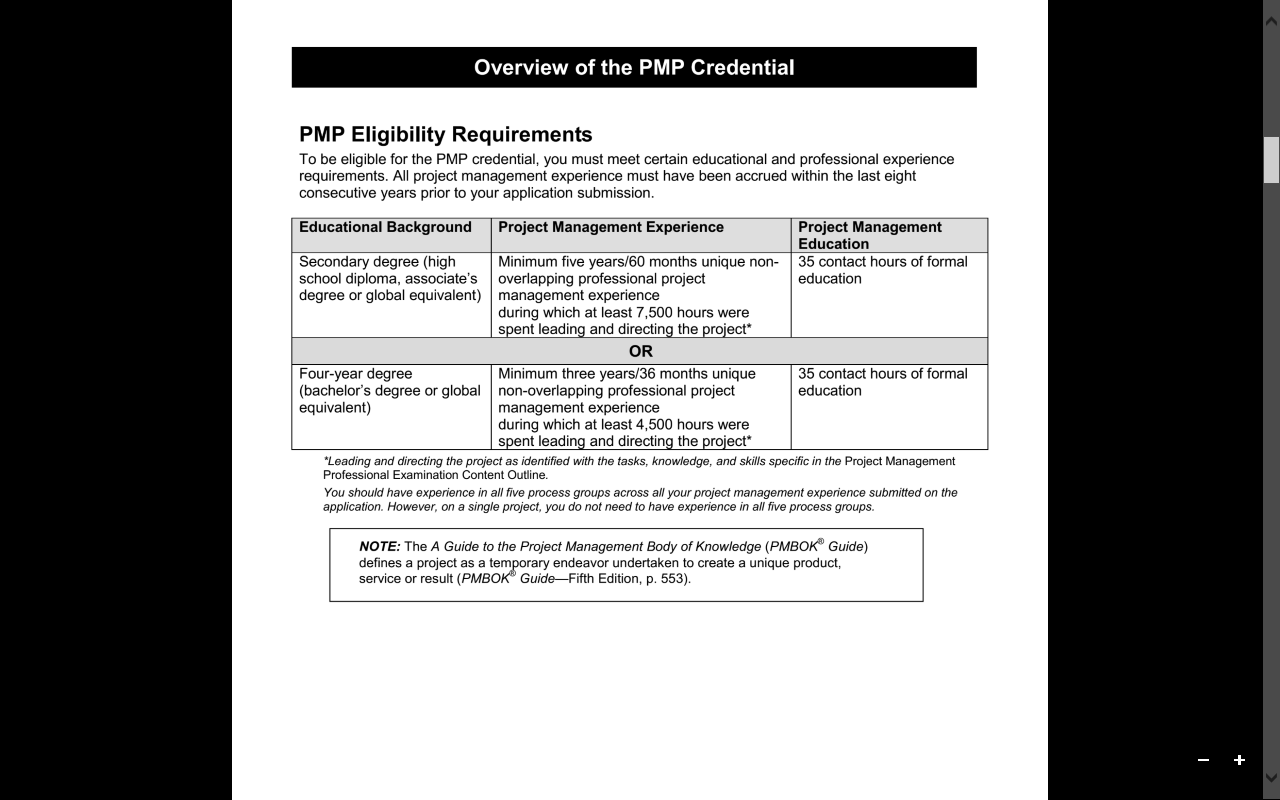 Overview of the PMP Credential
PMP Eligibility Requirements
To be eligible for the PMP credential, you must meet certain educational and professional experience
requirements. All project management experience must have been accrued within the last eight
consecutive years prior to your application submission.
Educational Background
Project Management Experience
Project Management
Education
Secondary degree (high
school diploma, associate's
degree or global equivalent)
Minimum five years/60 months unique non-
overlapping professional project
management experience
during which at least 7,500 hours were
spent leading and directing the project*
35 contact hours of formal
education
OR
Four-year degree
(bachelor's degree or global
equivalent)
Minimum three years/36 months unique
non-overlapping professional project
management experience
during which at least 4,500 hours were
spent leading and directing the project*
35 contact hours of formal
education
*Leading and directing the project as identified with the tasks, knowledge, and skills specific in the Project Management
Professional Examination Content Outline.
You should have experience in all five process groups across all your project management experience submitted on the
application. However, on a single project, you do not need to have experience in all five process groups.
NOTE: The A Guide to the Project Management Body of Knowledge (PMBOK® Guide)
defines a project as a temporary endeavor undertaken to create a unique product,
service or result (PMBOK® Guide—Fifth Edition, p. 553).